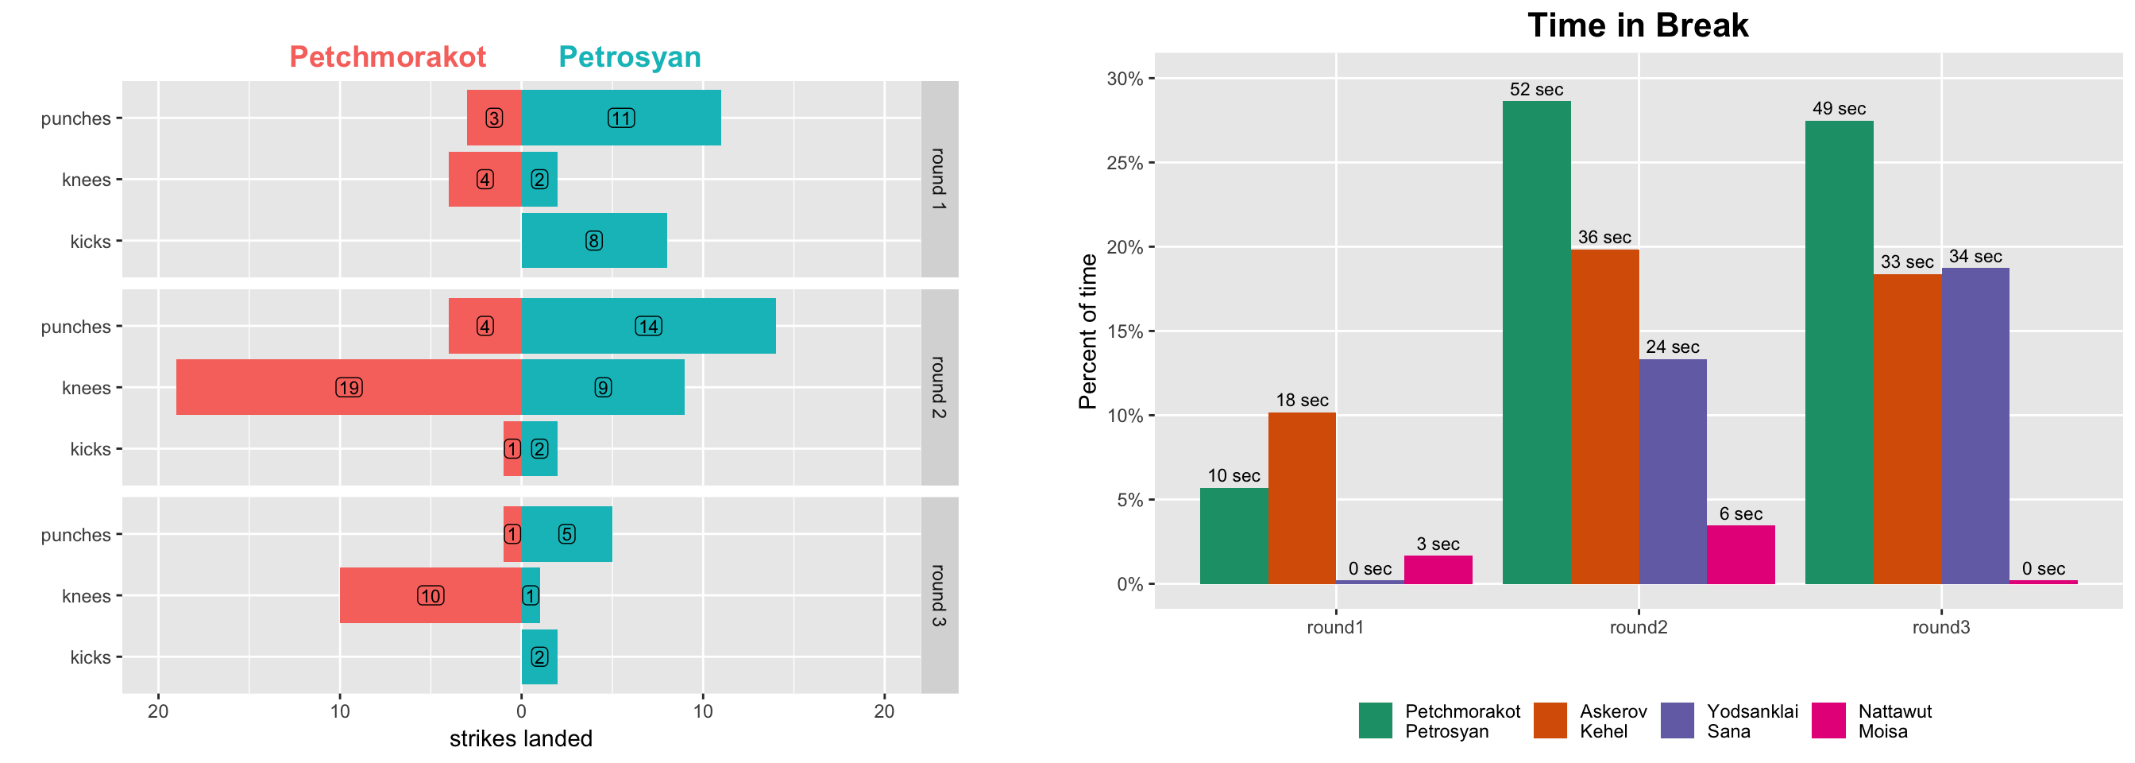 Petchmorakot Petrosyan
punches 3 11
knees 4 2
kicks 8
round 1
punches 4 14
knees 19 9
kicks 1 2
round 2
punches 1 5
knees 10 1
kicks 2
round 3
20 10 0 10 20
strikes landed
Time in Break
Percent of time
30%
25%
20%
15%
10%
5%
0%
10 sec
18 sec
0 sec
3 sec
52 sec
36 sec
24 sec
6 sec
49 sec
33 sec
34 sec
0 sec
round1 round2 round3
Petchmorakot
Petrosyan
Askerov
Kehel
Yodsanklai
Sana
Nattawut
Moisa